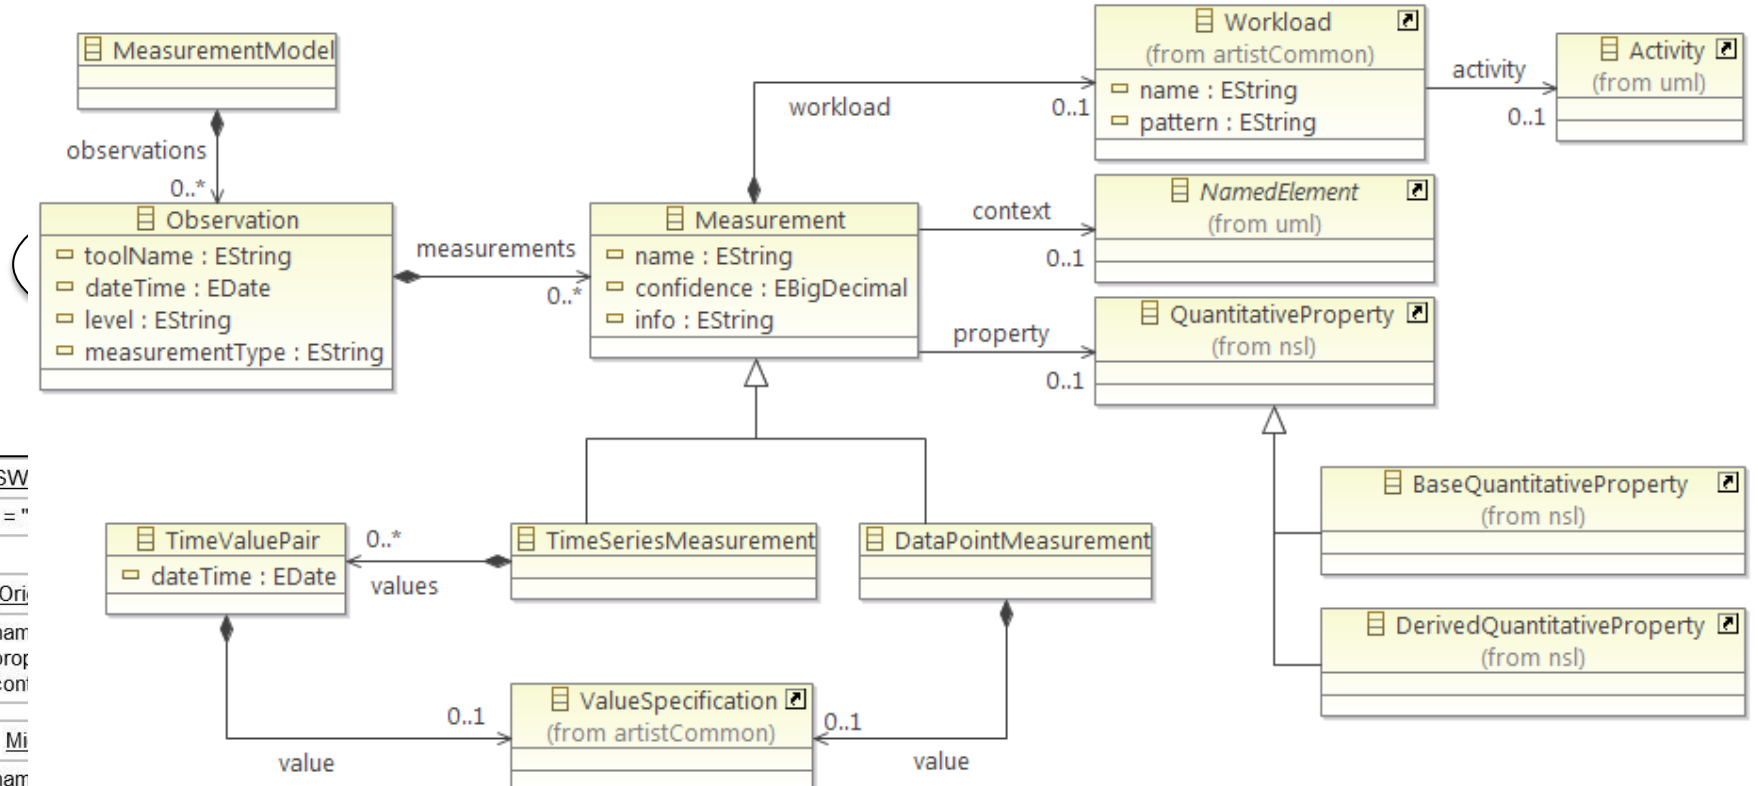 MeasurementModel
observations
0..*
Observation
toolName : EString
dateTime : EDate
level : EString
measurementType : EString
measurements
0..*
Measurement
name : EString
confidence : EBigDecimal
info : EString
workload
0..1
Workload
(from artistCommon)
name : EString
pattern : EString
activity
0..1
Activity
(from uml)
context
0..1
NamedElement
(from uml)
property
0..1
QuantitativeProperty
(from nsl)
BaseQuantitativeProperty
(from nsl)
DerivedQuantitativeProperty
(from nsl)
TimeValuePair
dateTime : EDate
0..*
values
TimeSeriesMeasurement
DataPointMeasurement
0..1
value
ValueSpecification
(from artistCommon)
0..1
value
SW
= "